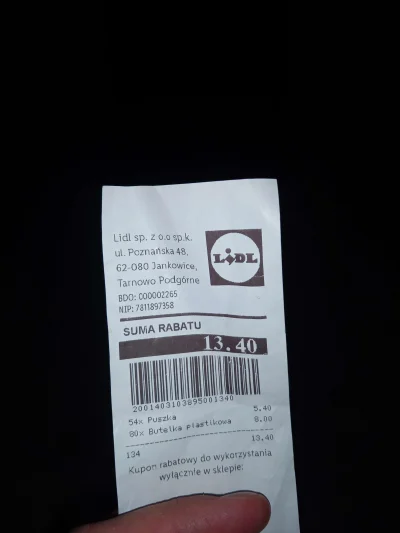 Lidl sp. z o.o sp.k.
ul. Poznańska 48,
62-080 Jankowice,
Tarnowo Podgórne
BDO: 000002265
NIP: 7811897358
LIDL
SUMA RABATU
13.40
2001403103895001340
54x Puszka 5.40
80x Butelka plastikowa 8.00
134 13.40
Kupon rabatowy do wykorzystania
wyłącznie w sklepie: